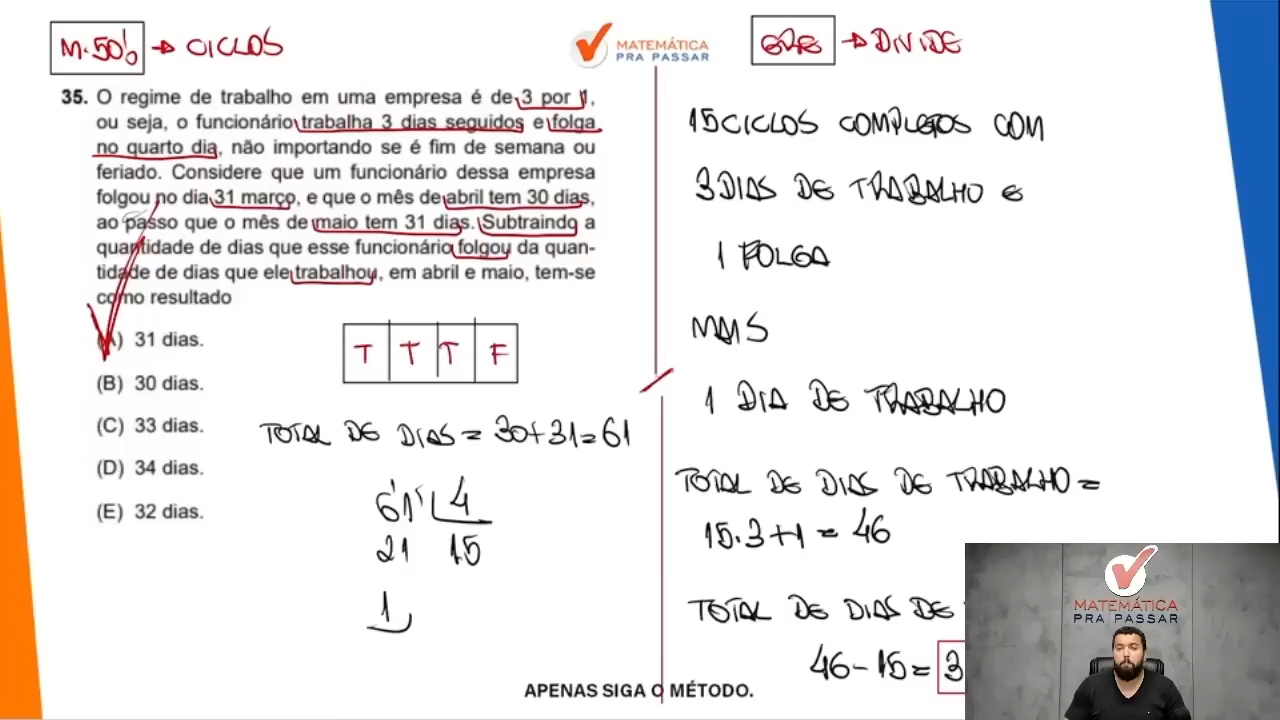 M.50% → CICLOS
MATEMÁTICA
PRA PASSAR
→ DIVIDE
35. O regime de trabalho em uma empresa é de 3 por 1,
ou seja, o funcionário trabalha 3 dias seguidos e folga
no quarto dia, não importando se é fim de semana ou
feriado. Considere que um funcionário dessa empresa
folgou no dia 31 março, e que o mês de abril tem 30 dias,
ao passo que o mês de maio tem 31 dias. Subtraindo a
quantidade de dias que esse funcionário folgou da quan-
tidade de dias que ele trabalhou, em abril e maio, tem-se
como resultado
(A) 31 dias.
(B) 30 dias.
(C) 33 dias.
(D) 34 dias.
(E) 32 dias.
T T T F
TOTAL DE DIAS = 30+31=61
61 4
21 15
1
15 CICLOS COMPLETOS COM
3 DIAS DE TRABALHO E
1 FOLGA
MAIS
1 DIA DE TRABALHO
TOTAL DE DIAS DE TRABALHO =
15.3+1 = 46
TOTAL DE DIAS DE
46-15= 3
APENAS SIGA O MÉTODO.
MATEMÁTICA
PRA PASSAR